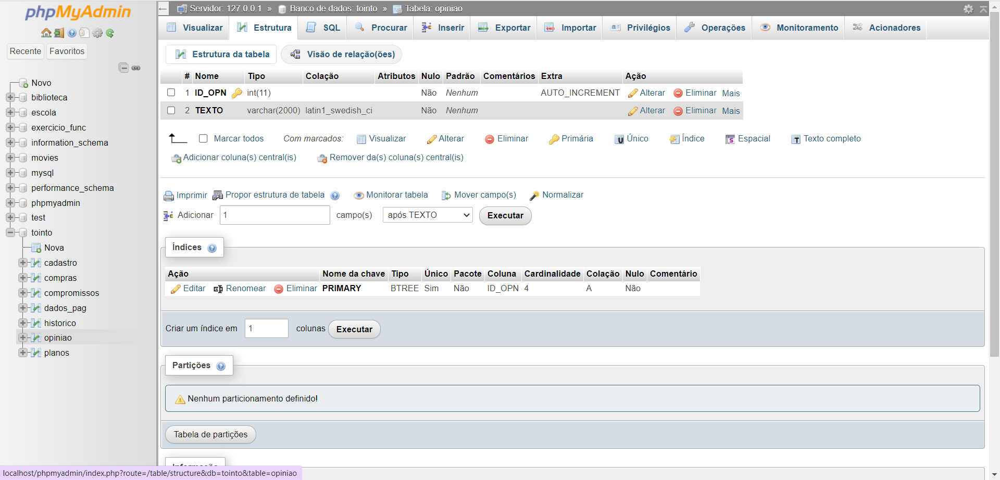 phpMyAdmin
Recente Favoritos
Novo
biblioteca
escola
exercicio_func
information_schema
movies
mysql
performance_schema
phpmyadmin
test
tointo
Nova
cadastro
compras
compromissos
dados_pag
historico
opiniao
planos
Servidor: 127.0.0.1 » Banco de dados: tointo » Tabela: opiniao
Visualizar Estrutura SQL Procurar Inserir Exportar Importar Privilégios Operações Monitoramento Acionadores
Estrutura da tabela Visão de relação(ões)
# Nome Tipo Colação Atributos Nulo Padrão Comentários Extra Ação
1 ID_OPN int(11) Não Nenhum AUTO_INCREMENT Alterar Eliminar Mais
2 TEXTO varchar(2000) latin1_swedish_ci Não Nenhum Alterar Eliminar Mais
Marcar todos Com marcados: Visualizar Alterar Eliminar Primária Único Índice Espacial Texto completo
Adicionar coluna(s) central(is) Remover da(s) coluna(s) central(is)
Imprimir Propor estrutura de tabela Monitorar tabela Mover campo(s) Normalizar
Adicionar 1 campo(s) após TEXTO Executar
Índices
Ação Nome da chave Tipo Único Pacote Coluna Cardinalidade Colação Nulo Comentário
Editar Renomear Eliminar PRIMARY BTREE Sim Não ID_OPN 4 A Não
Criar um índice em 1 colunas Executar
Partições
Nenhum particionamento definido!
Tabela de partições
Informação
localhost/phpmyadmin/index.php?route=/table/structure&db=tointo&table=opiniao